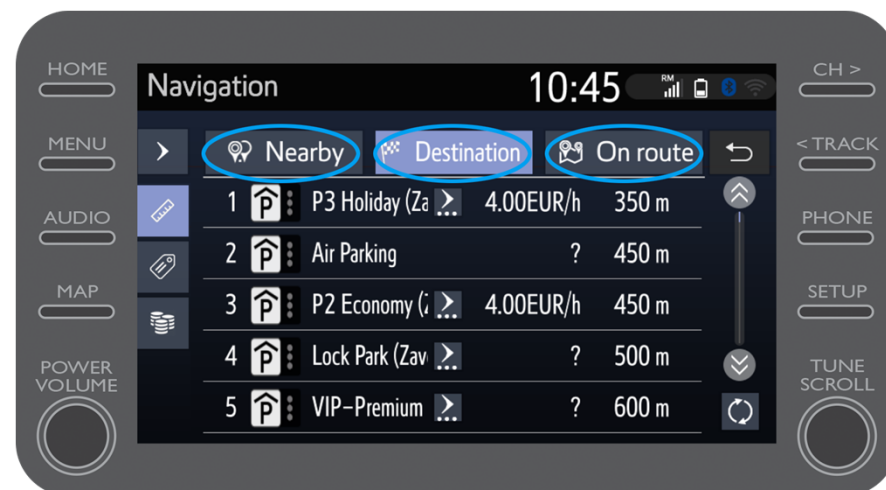 HOME
CH >
Navigation 10:45 RM
MENU
< TRACK
Nearby Destination On route
1 P P3 Holiday (Za 4.00EUR/h 350 m
AUDIO
PHONE
2 P Air Parking ? 450 m
MAP
SETUP
3 P P2 Economy (Z 4.00EUR/h 450 m
4 P Lock Park (Zav ? 500 m
POWER
VOLUME
TUNE
SCROLL
5 P VIP-Premium ? 600 m